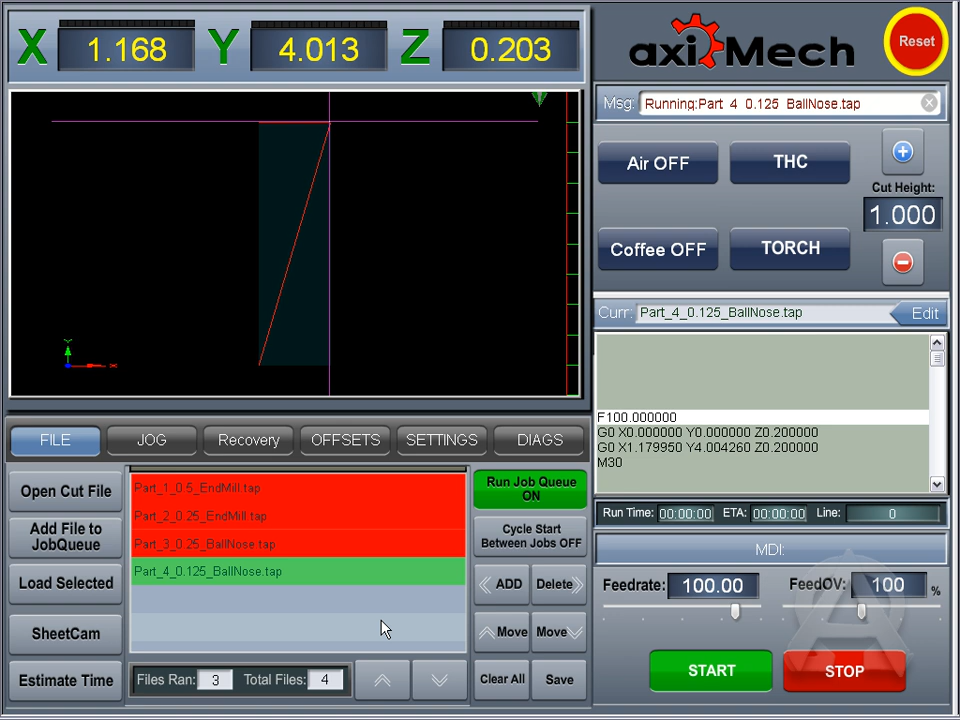 X 1.168 Y 4.013 Z 0.203
axiMech
Reset
Msg: Running:Part_4_0.125_BallNose.tap
Air OFF
THC
Cut Height:
1.000
Coffee OFF
TORCH
Curr: Part_4_0.125_BallNose.tap
Edit
F100.000000
G0 X0.000000 Y0.000000 Z0.200000
G0 X1.179950 Y4.004260 Z0.200000
M30
Run Time: 00:00:00 ETA: 00:00:00 Line: 0
MDI:
Feedrate: 100.00 FeedOV: 100 %
START
STOP
FILE
JOG
Recovery
OFFSETS
SETTINGS
DIAGS
Open Cut File
Add File to
JobQueue
Load Selected
SheetCam
Estimate Time
Part_1_0.5_EndMill.tap
Part_2_0.25_EndMill.tap
Part_3_0.25_BallNose.tap
Part_4_0.125_BallNose.tap
Files Ran: 3 Total Files: 4
Run Job Queue
ON
Cycle Start
Between Jobs OFF
ADD
Delete
Move
Move
Clear All
Save